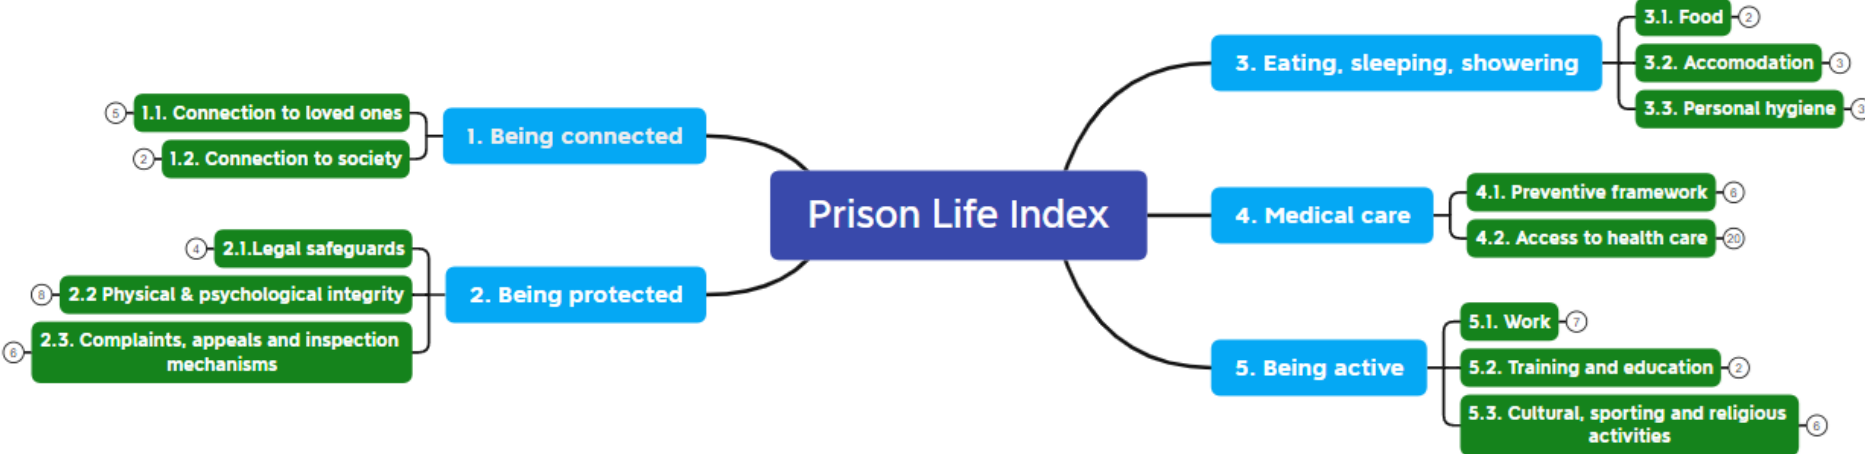 Prison Life Index
1. Being connected
1.1. Connection to loved ones
5
1.2. Connection to society
2
2. Being protected
2.1.Legal safeguards
4
2.2 Physical & psychological integrity
8
2.3. Complaints, appeals and inspection
mechanisms
6
3. Eating, sleeping, showering
3.1. Food
2
3.2. Accomodation
3
3.3. Personal hygiene
3
4. Medical care
4.1. Preventive framework
6
4.2. Access to health care
20
5. Being active
5.1. Work
7
5.2. Training and education
2
5.3. Cultural, sporting and religious
activities
6